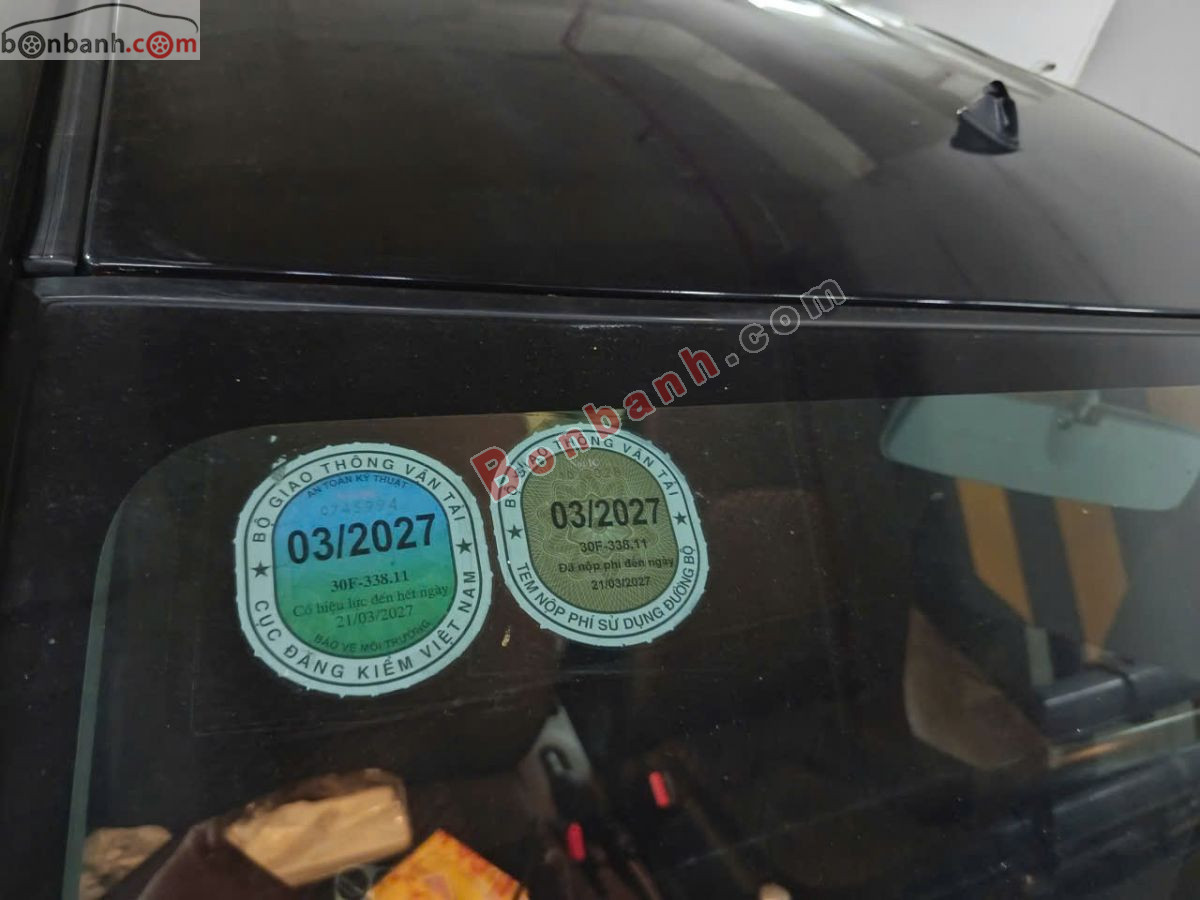 bonbanh.com
Bonbanh.com
BỘ GIAO THÔNG VẬN TẢI
AN TOÀN KỸ THUẬT
0745994
03/2027
30F-338.11
Có hiệu lực đến hết ngày
21/03/2027
BẢO VỆ MÔI TRƯỜNG
CỤC ĐĂNG KIỂM VIỆT NAM
BỘ GIAO THÔNG VẬN TẢI
03/2027
30F-338.11
Đã nộp phí đến ngày
21/03/2027
TEM NỘP PHÍ SỬ DỤNG ĐƯỜNG BỘ